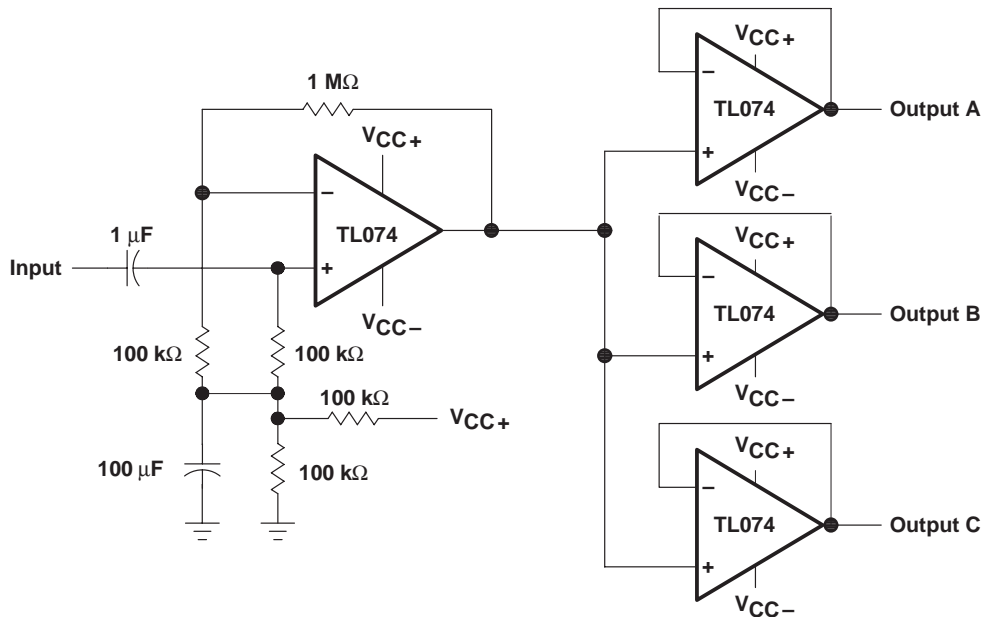 VCC+
−
TL074
Output A
+
VCC−
1 MΩ
VCC+
−
TL074
1 μF
Input
+
VCC−
VCC+
−
TL074
Output B
+
VCC−
100 kΩ
100 kΩ
100 kΩ
VCC+
100 μF
100 kΩ
VCC+
−
TL074
Output C
+
VCC−